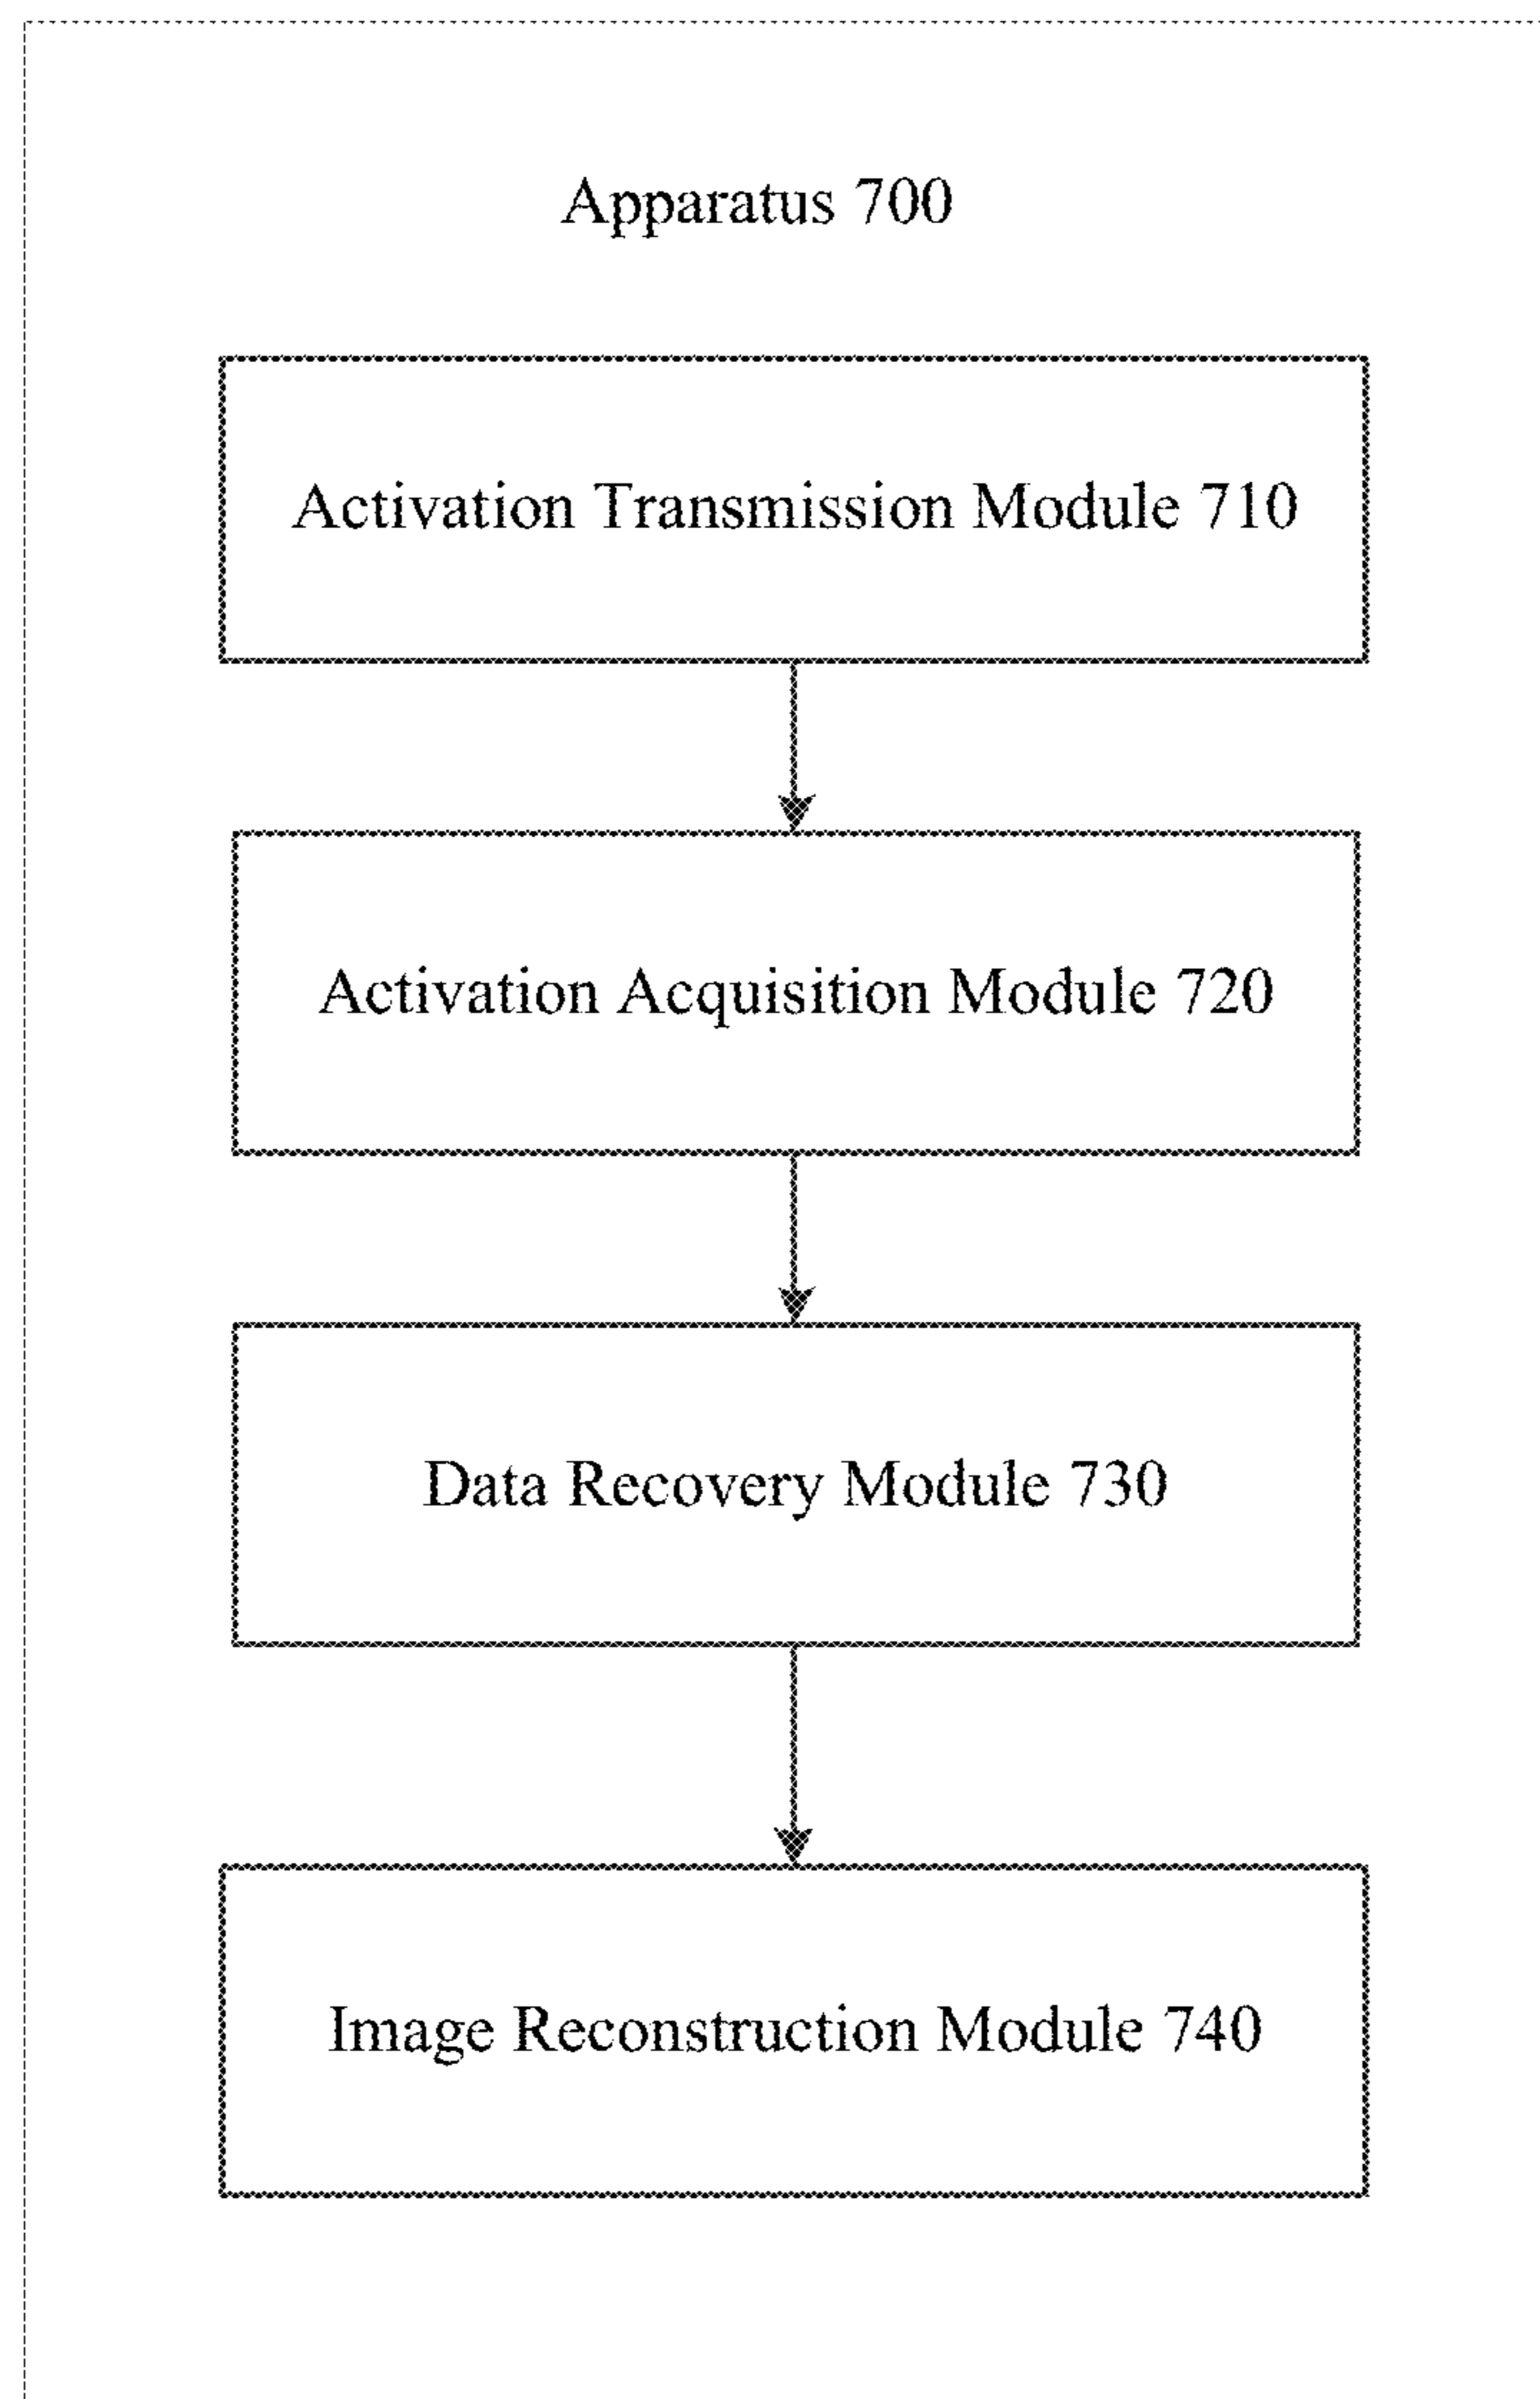 Apparatus 700
Activation Transmission Module 710
Activation Acquisition Module 720
Data Recovery Module 730
Image Reconstruction Module 740